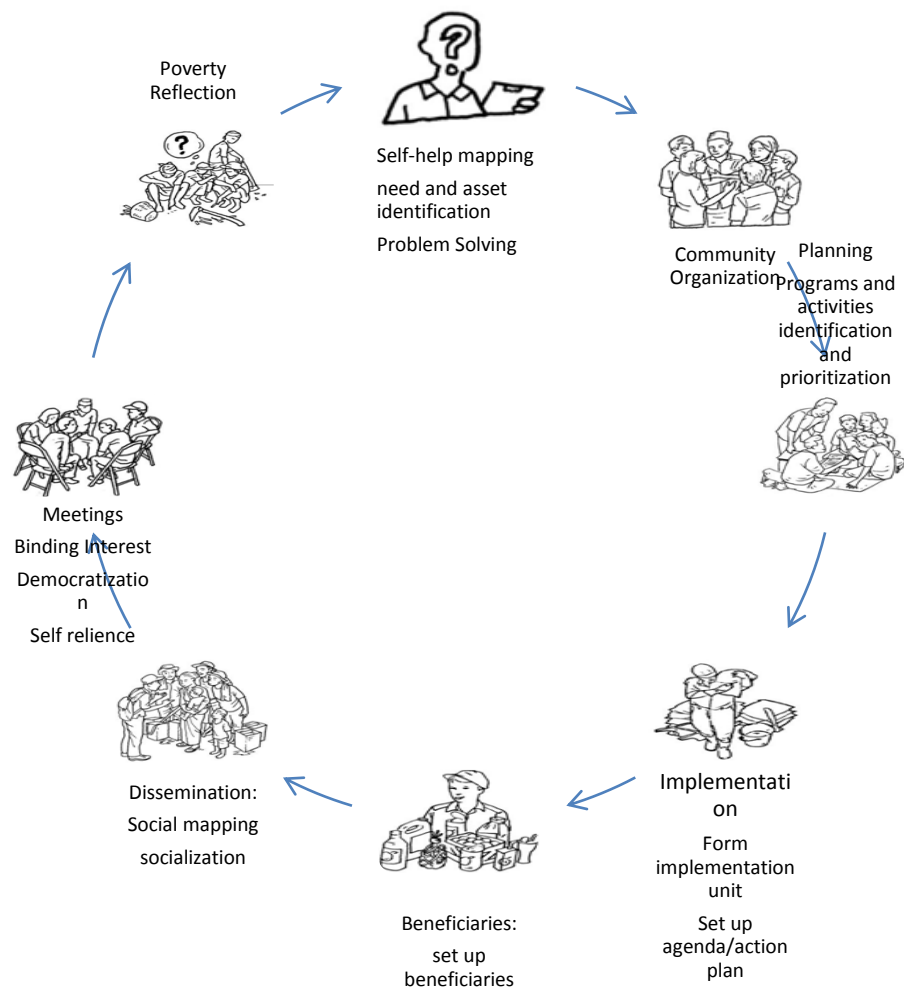 Poverty
Reflection
Self-help mapping
need and asset
identification
Problem Solving
Community
Organization
Planning
Programs and
activities
identification
and
prioritization
Implementati
on
Form
implementation
unit
Set up
agenda/action
plan
Beneficiaries:
set up
beneficiaries
Dissemination:
Social mapping
socialization
Meetings
Binding Interest
Democratizatio
n
Self relience